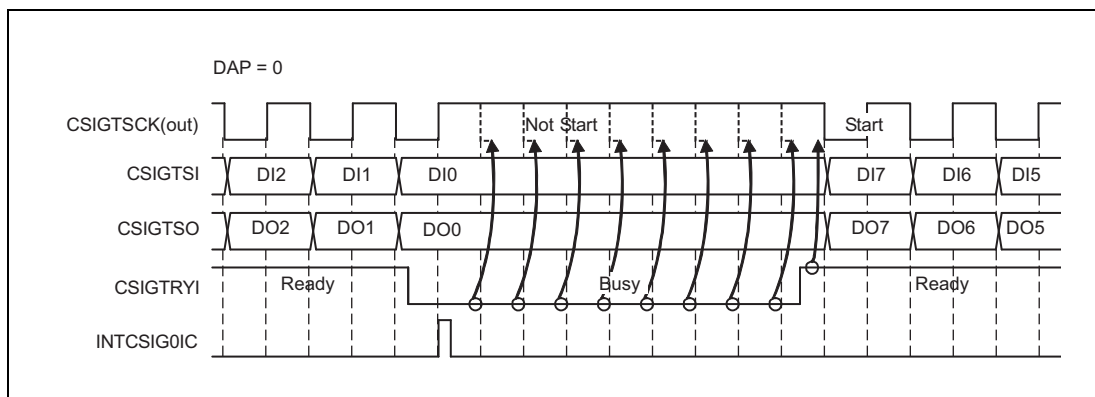 DAP = 0
CSIGTSCK(out) Not Start Start
CSIGTSI DI2 DI1 DI0 DI7 DI6 DI5
CSIGTSO DO2 DO1 DO0 DO7 DO6 DO5
CSIGTRYI Ready Busy Ready
INTCSIG0IC